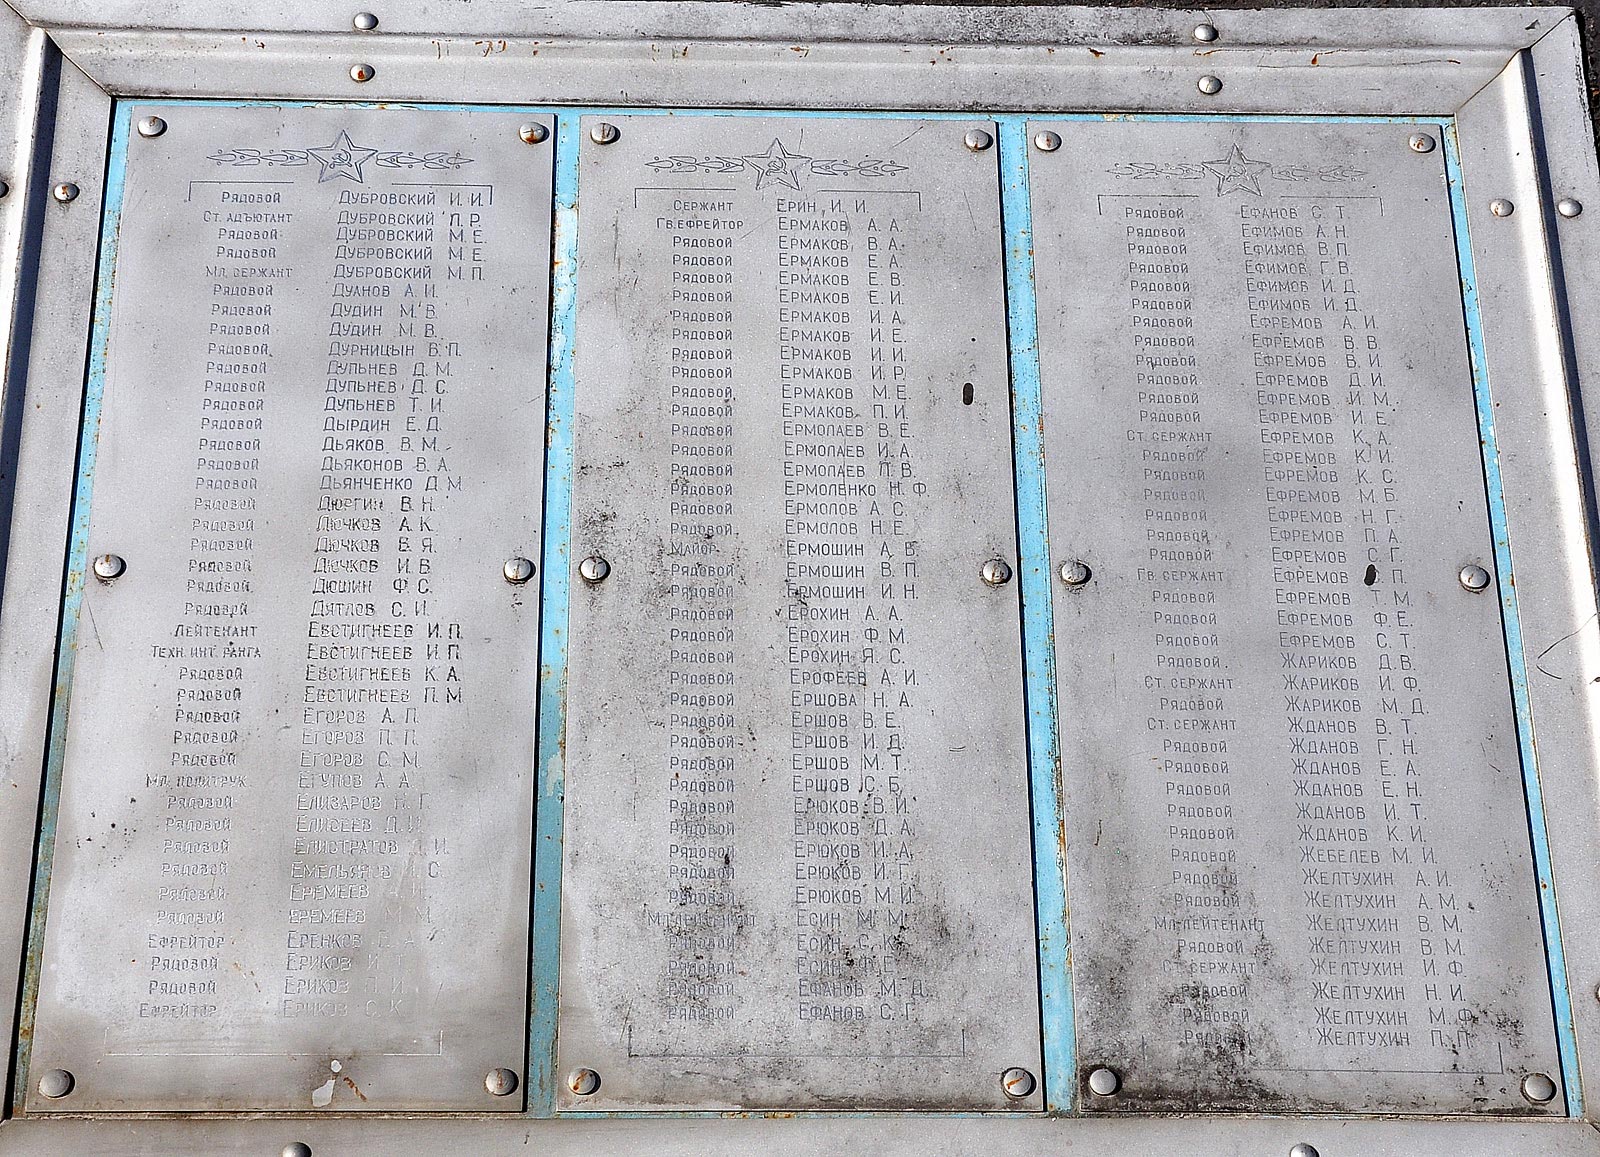 Рядовой Дубровский И. И.
Ст. адъютант Дубровский П. Р.
Рядовой Дубровский М. Е.
Рядовой Дубровский М. Е.
Мл. сержант Дубровский М. П.
Рядовой Дуанов А. И.
Рядовой Дудин М. В.
Рядовой Дудин М. В.
Рядовой Дурницын В. П.
Рядовой Дупьнев Д. М.
Рядовой Дупьнев Д. С.
Рядовой Дупьнев Т. И.
Рядовой Дырдин Е. Д.
Рядовой Дьяков В. М.
Рядовой Дьяконов В. А.
Рядовой Дьянченко Д. М.
Рядовой Дюргин В. Н.
Рядовой Дючков А. К.
Рядовой Дючков В. Я.
Рядовой Дючков И. В.
Рядовой Дюшин Ф. С.
Рядовой Дятлов С. И.
Лейтенант Евстигнеев И. П.
Техн. инт. ранга Евстигнеев И. П.
Рядовой Евстигнеев К. А.
Рядовой Евстигнеев П. М.
Рядовой Егоров А. П.
Рядовой Егоров П. П.
Рядовой Егоров С. М.
Мл. политрук Егупов А. А.
Рядовой Елизаров Г.
Рядовой Елисеев Д. И.
Рядовой Елистратов И.
Рядовой Емельянов С.
Рядовой Еремеев
Рядовой Еремеев М. М.
Ефрейтор Еренков А.
Рядовой Ериков И. Т.
Рядовой Ериков И.
Ефрейтор Ериков С. К.
Сержант Ерин И. И.
Гв. ефрейтор Ермаков А. А.
Рядовой Ермаков В. А.
Рядовой Ермаков Е. А.
Рядовой Ермаков Е. В.
Рядовой Ермаков Е. И.
Рядовой Ермаков И. А.
Рядовой Ермаков И. Е.
Рядовой Ермаков И. И.
Рядовой Ермаков И. Р.
Рядовой Ермаков М. Е.
Рядовой Ермаков П. И.
Рядовой Ермолаев В. Е.
Рядовой Ермолаев И. А.
Рядовой Ермолаев П. В.
Рядовой Ермоленко Н. Ф.
Рядовой Ермолов А. С.
Рядовой Ермолов Н. Е.
Майор Ермошин А. В.
Рядовой Ермошин В. П.
Рядовой Ермошин И. Н.
Рядовой Ерохин А. А.
Рядовой Ерохин Ф. М.
Рядовой Ерохин Я. С.
Рядовой Ерофеев А. И.
Рядовой Ершова Н. А.
Рядовой Ершов В. Е.
Рядовой Ершов И. Д.
Рядовой Ершов М. Т.
Рядовой Ершов С. Б.
Рядовой Ерюков В. И.
Рядовой Ерюков Д. А.
Рядовой Ерюков И. А.
Рядовой Ерюков И. Г.
Рядовой Ерюков М. И.
Мл. лейтенант Есин М. М.
Рядовой Есин С. К.
Рядовой Есин Ф. Е.
Рядовой Ефанов М. Д.
Рядовой Ефанов С. Г.
Рядовой Ефанов С. Т.
Рядовой Ефимов А. Н.
Рядовой Ефимов В. П.
Рядовой Ефимов Г. В.
Рядовой Ефимов И. Д.
Рядовой Ефимов И. Д.
Рядовой Ефремов А. И.
Рядовой Ефремов В. В.
Рядовой Ефремов В. И.
Рядовой Ефремов Д. И.
Рядовой Ефремов И. М.
Рядовой Ефремов И. Е.
Ст. сержант Ефремов К. А.
Рядовой Ефремов К. И.
Рядовой Ефремов К. С.
Рядовой Ефремов М. Б.
Рядовой Ефремов Н. Г.
Рядовой Ефремов П. А.
Рядовой Ефремов С. Г.
Гв. сержант Ефремов П.
Рядовой Ефремов Т. М.
Рядовой Ефремов Ф. Е.
Рядовой Ефремов С. Т.
Рядовой Жариков Д. В.
Ст. сержант Жариков И. Ф.
Рядовой Жариков М. Д.
Ст. сержант Жданов В. Т.
Рядовой Жданов Г. Н.
Рядовой Жданов Е. А.
Рядовой Жданов Е. Н.
Рядовой Жданов И. Т.
Рядовой Жданов К. И.
Рядовой Жебелев М. И.
Рядовой Желтухин А. И.
Рядовой Желтухин А. М.
Мл. лейтенант Желтухин В. М.
Рядовой Желтухин В. М.
Ст. сержант Желтухин И. Ф.
Рядовой Желтухин Н. И.
Рядовой Желтухин М. Ф.
Рядовой Желтухин П. П.